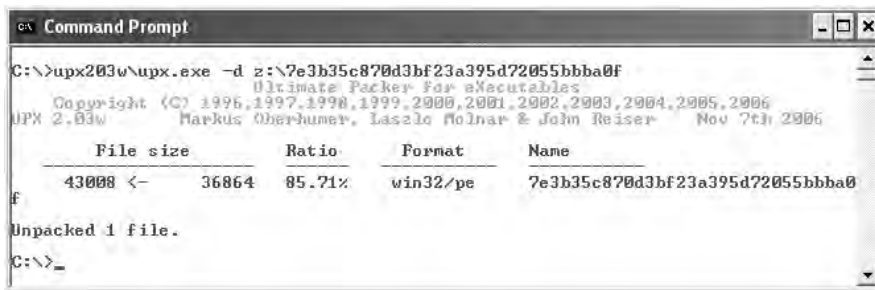 Command Prompt
C:\>upx203w\upx.exe -d z:\7e3b35c870d3bf23a395d72055bbba0f
Ultimate Packer for eXecutables
Copyright (C) 1996,1997,1998,1999,2000,2001,2002,2003,2004,2005,2006
UPX 2.03w Markus Oberhumer, Laszlo Molnar & John Reiser Nov 7th 2006
File size Ratio Format Name
43008 <- 36864 85.71% win32/pe 7e3b35c870d3bf23a395d72055bbba0
f
Unpacked 1 file.
C:\>_